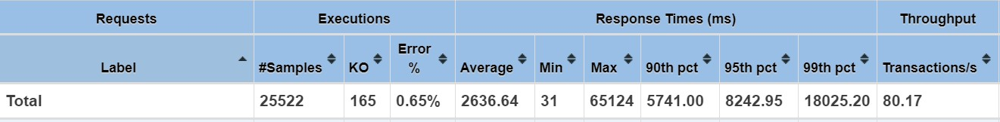 Requests Executions Response Times (ms) Throughput
Label #Samples KO Error % Average Min Max 90th pct 95th pct 99th pct Transactions/s
Total 25522 165 0.65% 2636.64 31 65124 5741.00 8242.95 18025.20 80.17